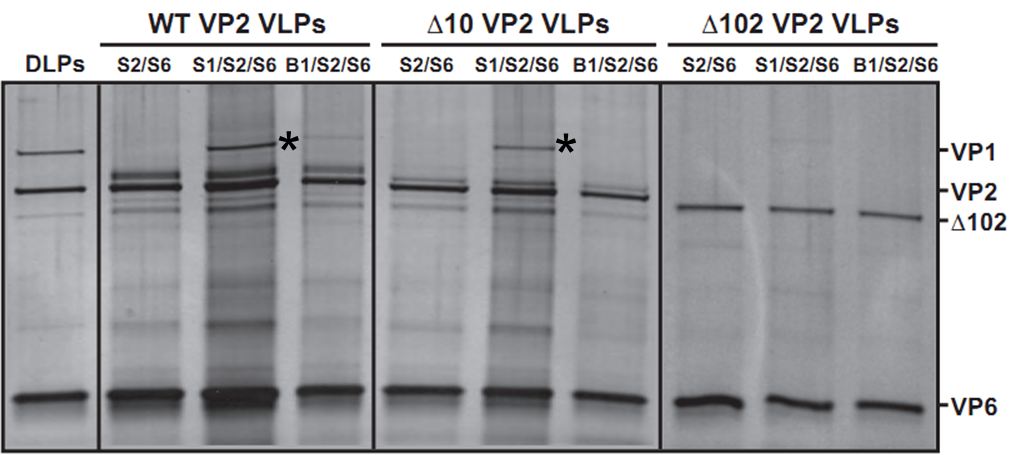 WT VP2 VLPs Δ10 VP2 VLPs Δ102 VP2 VLPs
DLPs S2/S6 S1/S2/S6 B1/S2/S6 S2/S6 S1/S2/S6 B1/S2/S6 S2/S6 S1/S2/S6 B1/S2/S6
* *
-VP1
-VP2
-Δ102
-VP6